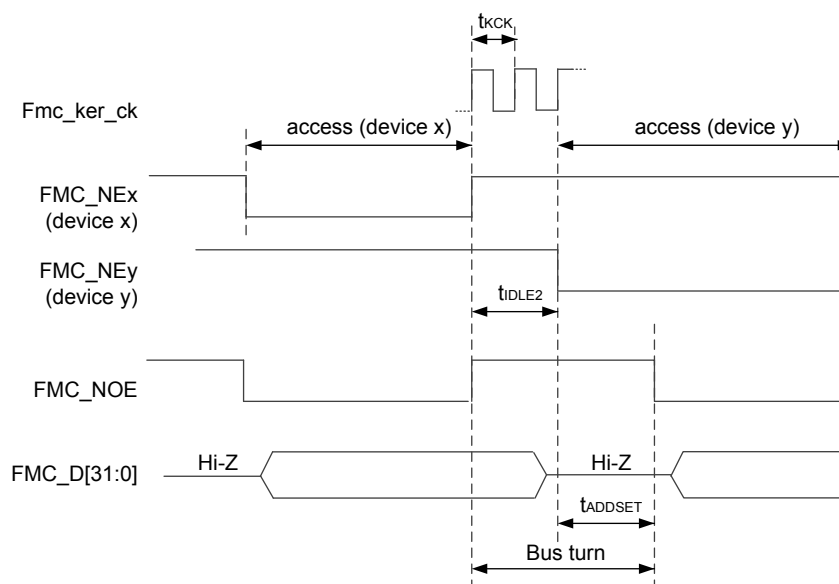 tKCK
Fmc_ker_ck
access (device x)
access (device y)
FMC_NEx
(device x)
FMC_NEy
(device y)
tIDLE2
FMC_NOE
FMC_D[31:0]
Hi-Z
Hi-Z
tADDSET
Bus turn